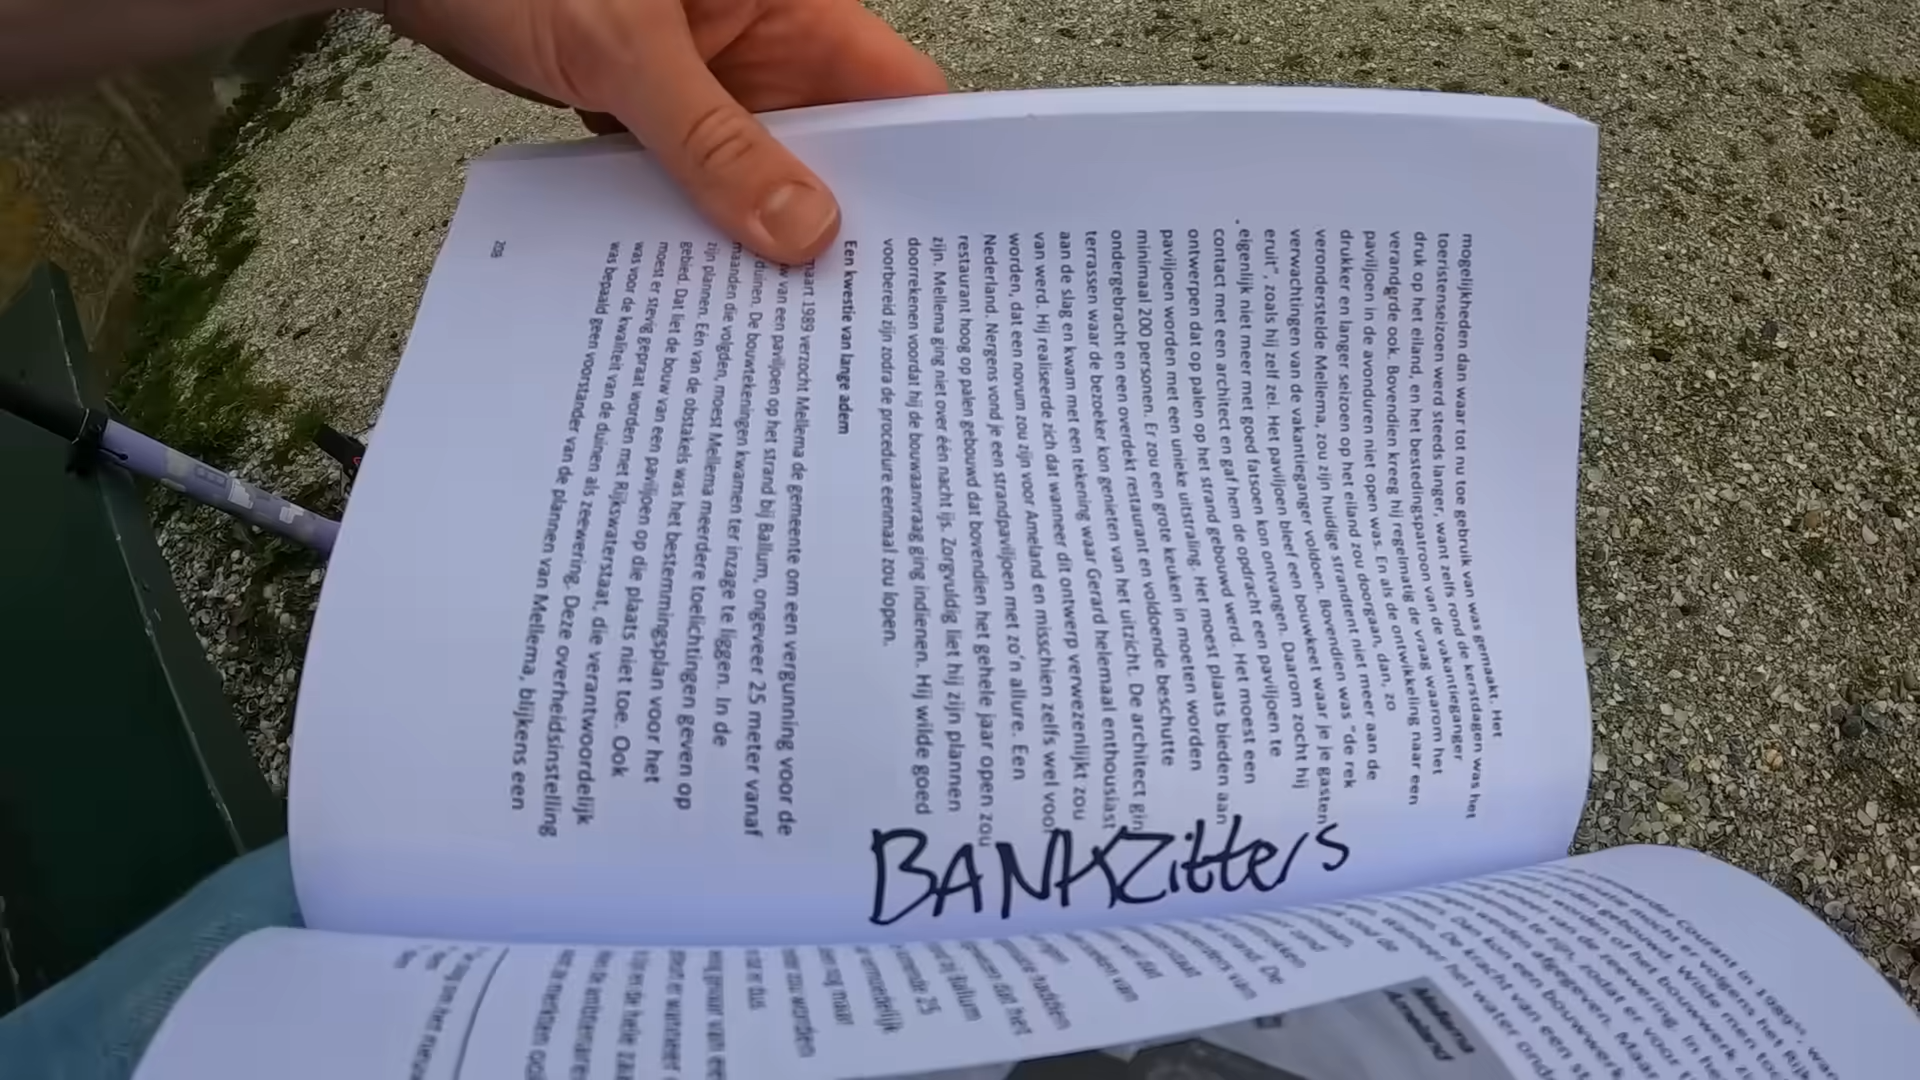 mogelijkheden dan waar tot nu toe gebruik van was gemaakt. Het
toeristenseizoen werd steeds langer, want zelfs rond de kerstdagen was het
druk op het eiland, en het bestedingspatroon van de vakantieganger
verandgrde ook. Bovendien kreeg hij regelmatig de vraag waarom het
paviljoen in de avonduren niet open was. En als de ontwikkeling naar een
drukker en langer seizoen op het eiland zou doorgaan, dan, zo
veronderstelde Mellema, zou zijn huidige strandtent niet meer aan de
verwachtingen van de vakantieganger voldoen. Bovendien was "de rek
eruit", zoals hij zelf zei. Het paviljoen bleef een bouwkeet waar je je gasten
eigenlijk niet meer met goed fatsoen kon ontvangen. Daarom zocht hij
contact met een architect en gaf hem de opdracht een paviljoen te
ontwerpen dat op palen op het strand gebouwd werd. Het moest een
paviljoen worden met een unieke uitstraling. Het moest plaats bieden aan
minimaal 200 personen. Er zou een grote keuken in moeten worden
ondergebracht en een overdekt restaurant en voldoende beschutte
terrassen waar de bezoeker kon genieten van het uitzicht. De architect gin
aan de slag en kwam met een tekening waar Gerard helemaal enthousiast
van werd. Hij realiseerde zich dat wanneer dit ontwerp verwezenlijkt zou
worden, dat een novum zou zijn voor Ameland en misschien zelfs wel voor
Nederland. Nergens vond je een strandpaviljoen met zo'n allure. Een
restaurant hoog op palen gebouwd dat bovendien het gehele jaar open zou
zijn. Mellema ging niet over één nacht ijs. Zorgvuldig liet hij zijn plannen
doorrekenen voordat hij de bouwaanvraag ging indienen. Hij wilde goed
voorbereid zijn zodra de procedure eenmaal zou lopen.
Een kwestie van lange adem
maart 1989 verzocht Mellema de gemeente om een vergunning voor de
van een paviljoen op het strand bij Ballum, ongeveer 25 meter vanaf
duinen. De bouwtekeningen kwamen ter inzage te liggen. In de
maanden die volgden, moest Mellema meerdere toelichtingen geven op
zijn plannen. Eén van de obstakels was het bestemmingsplan voor het
gebied. Dat liet de bouw van een paviljoen op die plaats niet toe. Ook
moest er stevig gepraat worden met Rijkswaterstaat, die verantwoordelijk
was voor de kwaliteit van de duinen als zeewering. Deze overheidsinstelling
was bepaald geen voorstander van de plannen van Mellema, blijkens een
BANKZitters
Mellema
Ameland